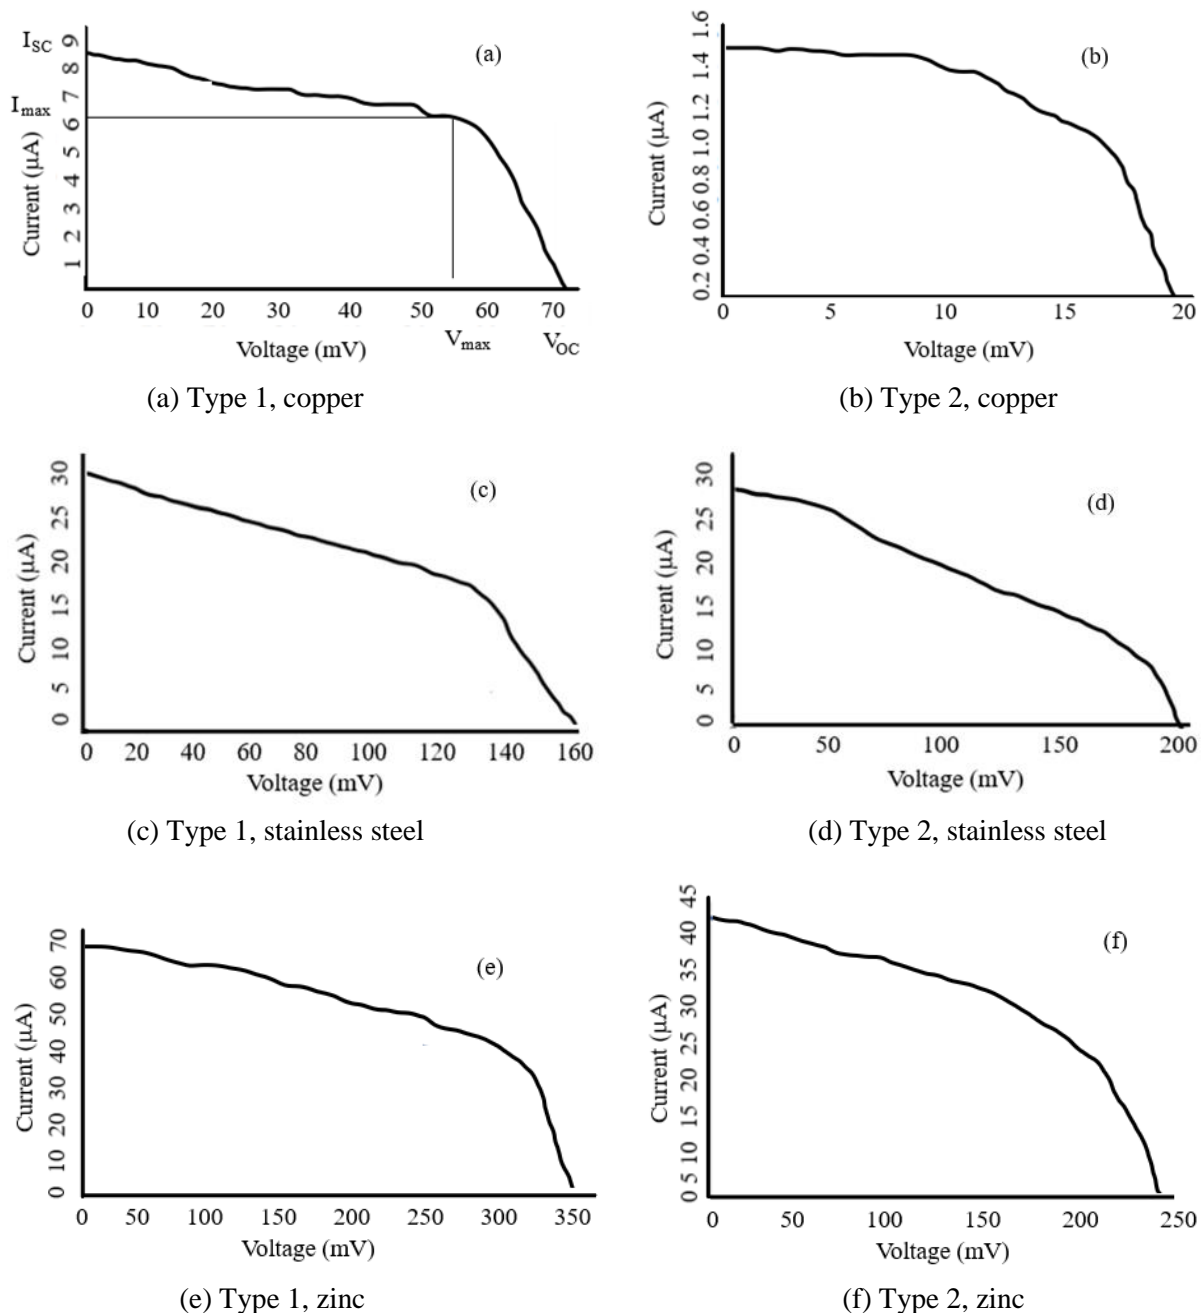 I_SC
9
8
7
I_max
6
5
4
3
2
1
Current (µA)
(a)
0 10 20 30 40 50 60 70
V_max V_OC
Voltage (mV)
(a) Type 1, copper
1.6
1.4
1.2
1.0
0.8
0.6
0.4
0.2
Current (µA)
(b)
0 5 10 15 20
Voltage (mV)
(b) Type 2, copper
30
25
20
15
10
5
0
Current (µA)
(c)
0 20 40 60 80 100 120 140 160
Voltage (mV)
(c) Type 1, stainless steel
30
25
20
15
10
5
0
Current (µA)
(d)
0 50 100 150 200
Voltage (mV)
(d) Type 2, stainless steel
70
60
50
40
30
20
10
0
Current (µA)
(e)
0 50 100 150 200 250 300 350
Voltage (mV)
(e) Type 1, zinc
45
40
35
30
25
20
15
10
5
0
Current (µA)
(f)
0 50 100 150 200 250
Voltage (mV)
(f) Type 2, zinc